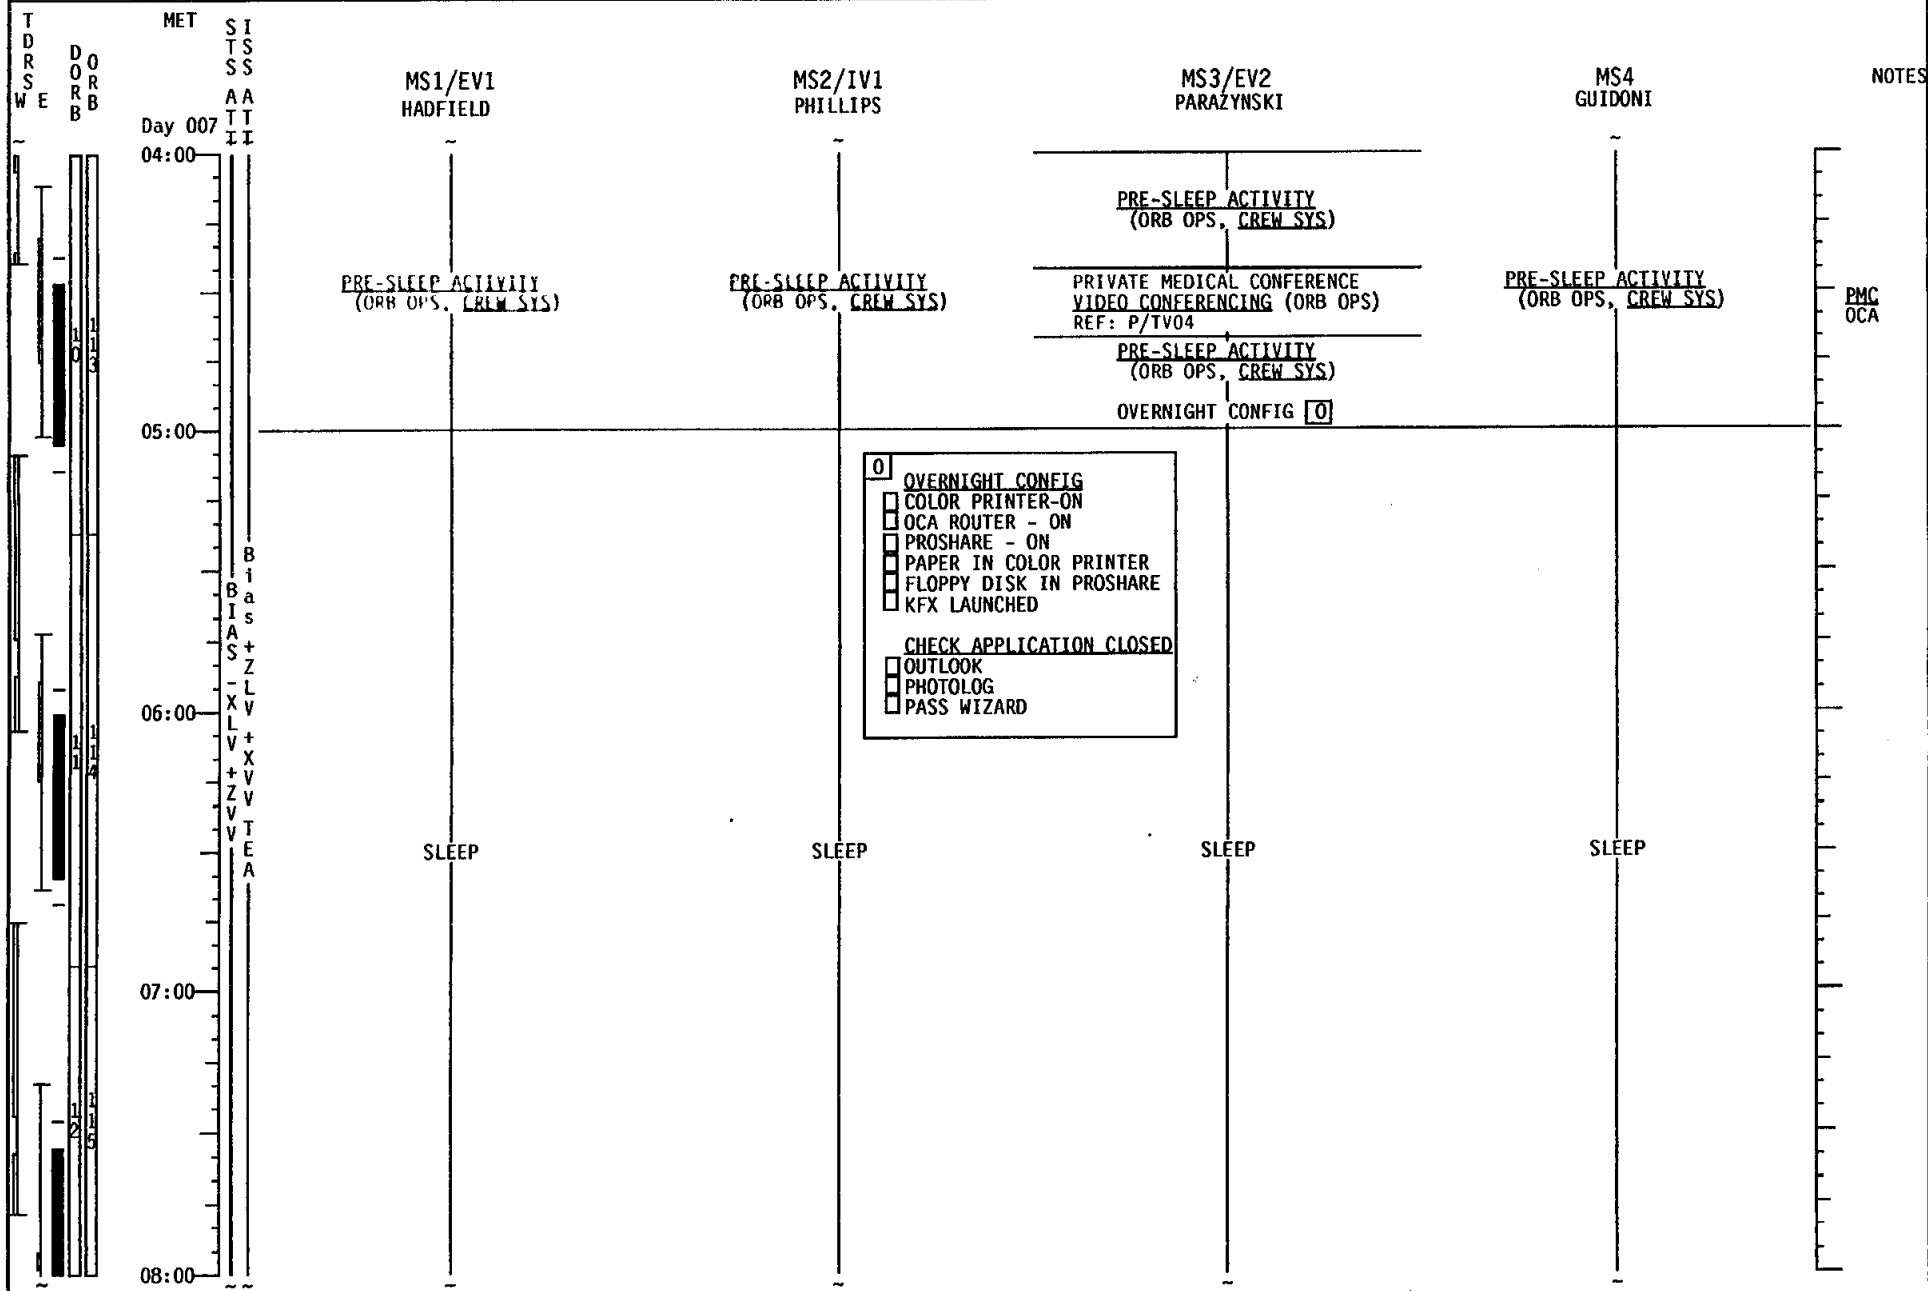 TDRS
W E
DORB
ORB
MET
STS ATT
ISS ATT
MS1/EV1
HADFIELD
MS2/IV1
PHILLIPS
MS3/EV2
PARAZYNSKI
MS4
GUIDONI
NOTES
Day 007
04:00
PRE-SLEEP ACTIVITY
(ORB OPS, CREW SYS)
PRE-SLEEP ACTIVITY
(ORB OPS, CREW SYS)
PRE-SLEEP ACTIVITY
(ORB OPS, CREW SYS)
PRIVATE MEDICAL CONFERENCE
VIDEO CONFERENCING (ORB OPS)
REF: P/TV04
PRE-SLEEP ACTIVITY
(ORB OPS, CREW SYS)
OVERNIGHT CONFIG O
PRE-SLEEP ACTIVITY
(ORB OPS, CREW SYS)
PMC
OCA
10
113
05:00
O
OVERNIGHT CONFIG
COLOR PRINTER-ON
OCA ROUTER - ON
PROSHARE - ON
PAPER IN COLOR PRINTER
FLOPPY DISK IN PROSHARE
KFX LAUNCHED
CHECK APPLICATION CLOSED
OUTLOOK
PHOTOLOG
PASS WIZARD
BIAS -XLV +ZVV
Bias +ZLV +XVV TEA
06:00
11
114
SLEEP
SLEEP
SLEEP
SLEEP
07:00
12
115
08:00